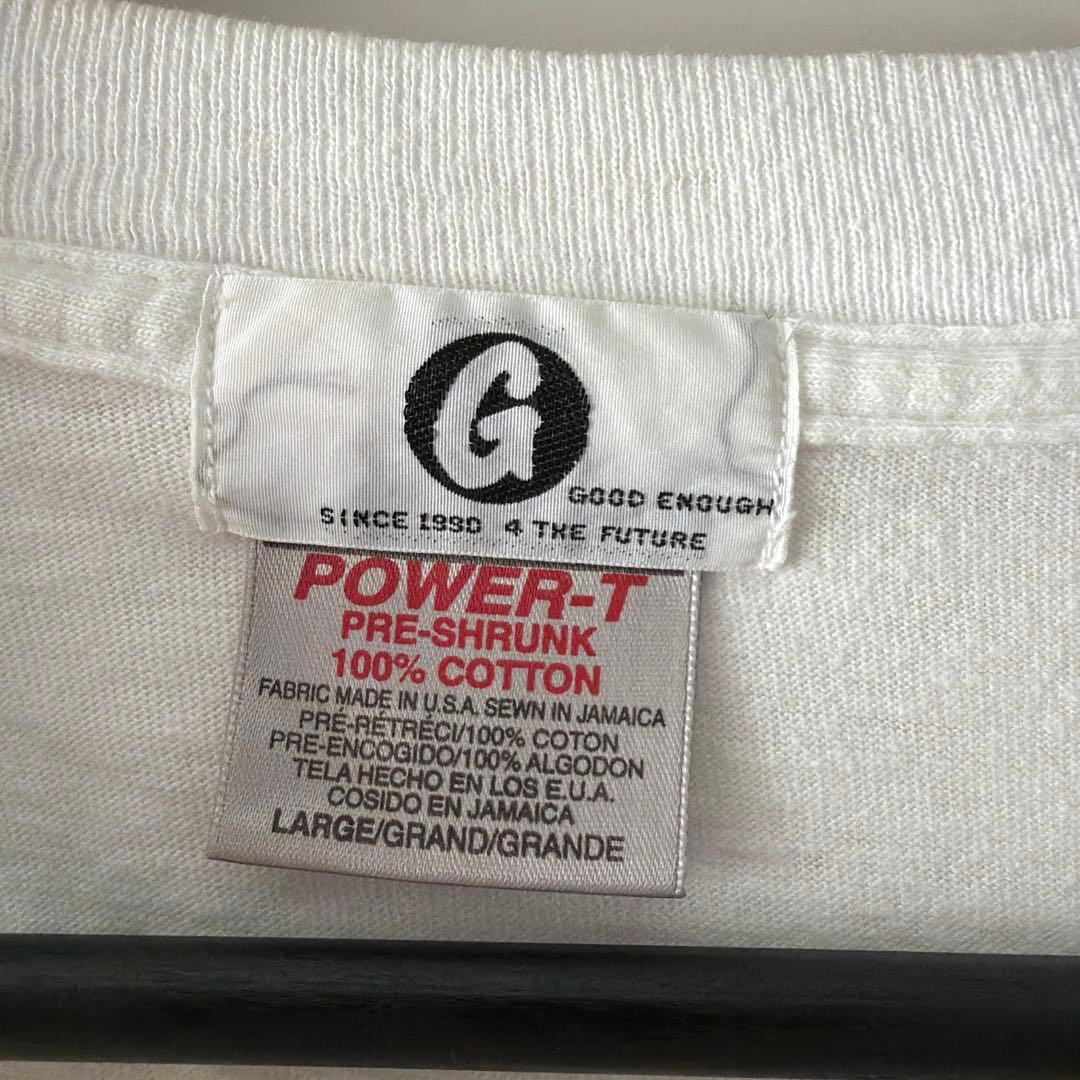 G
GOOD ENOUGH
SINCE 1990 4 THE FUTURE
POWER-T
PRE-SHRUNK
100% COTTON
FABRIC MADE IN U.S.A. SEWN IN JAMAICA
PRÉ-RÉTRÉCI/100% COTON
PRE-ENCOGIDO/100% ALGODON
TELA HECHO EN LOS E.U.A.
COSIDO EN JAMAICA
LARGE/GRAND/GRANDE